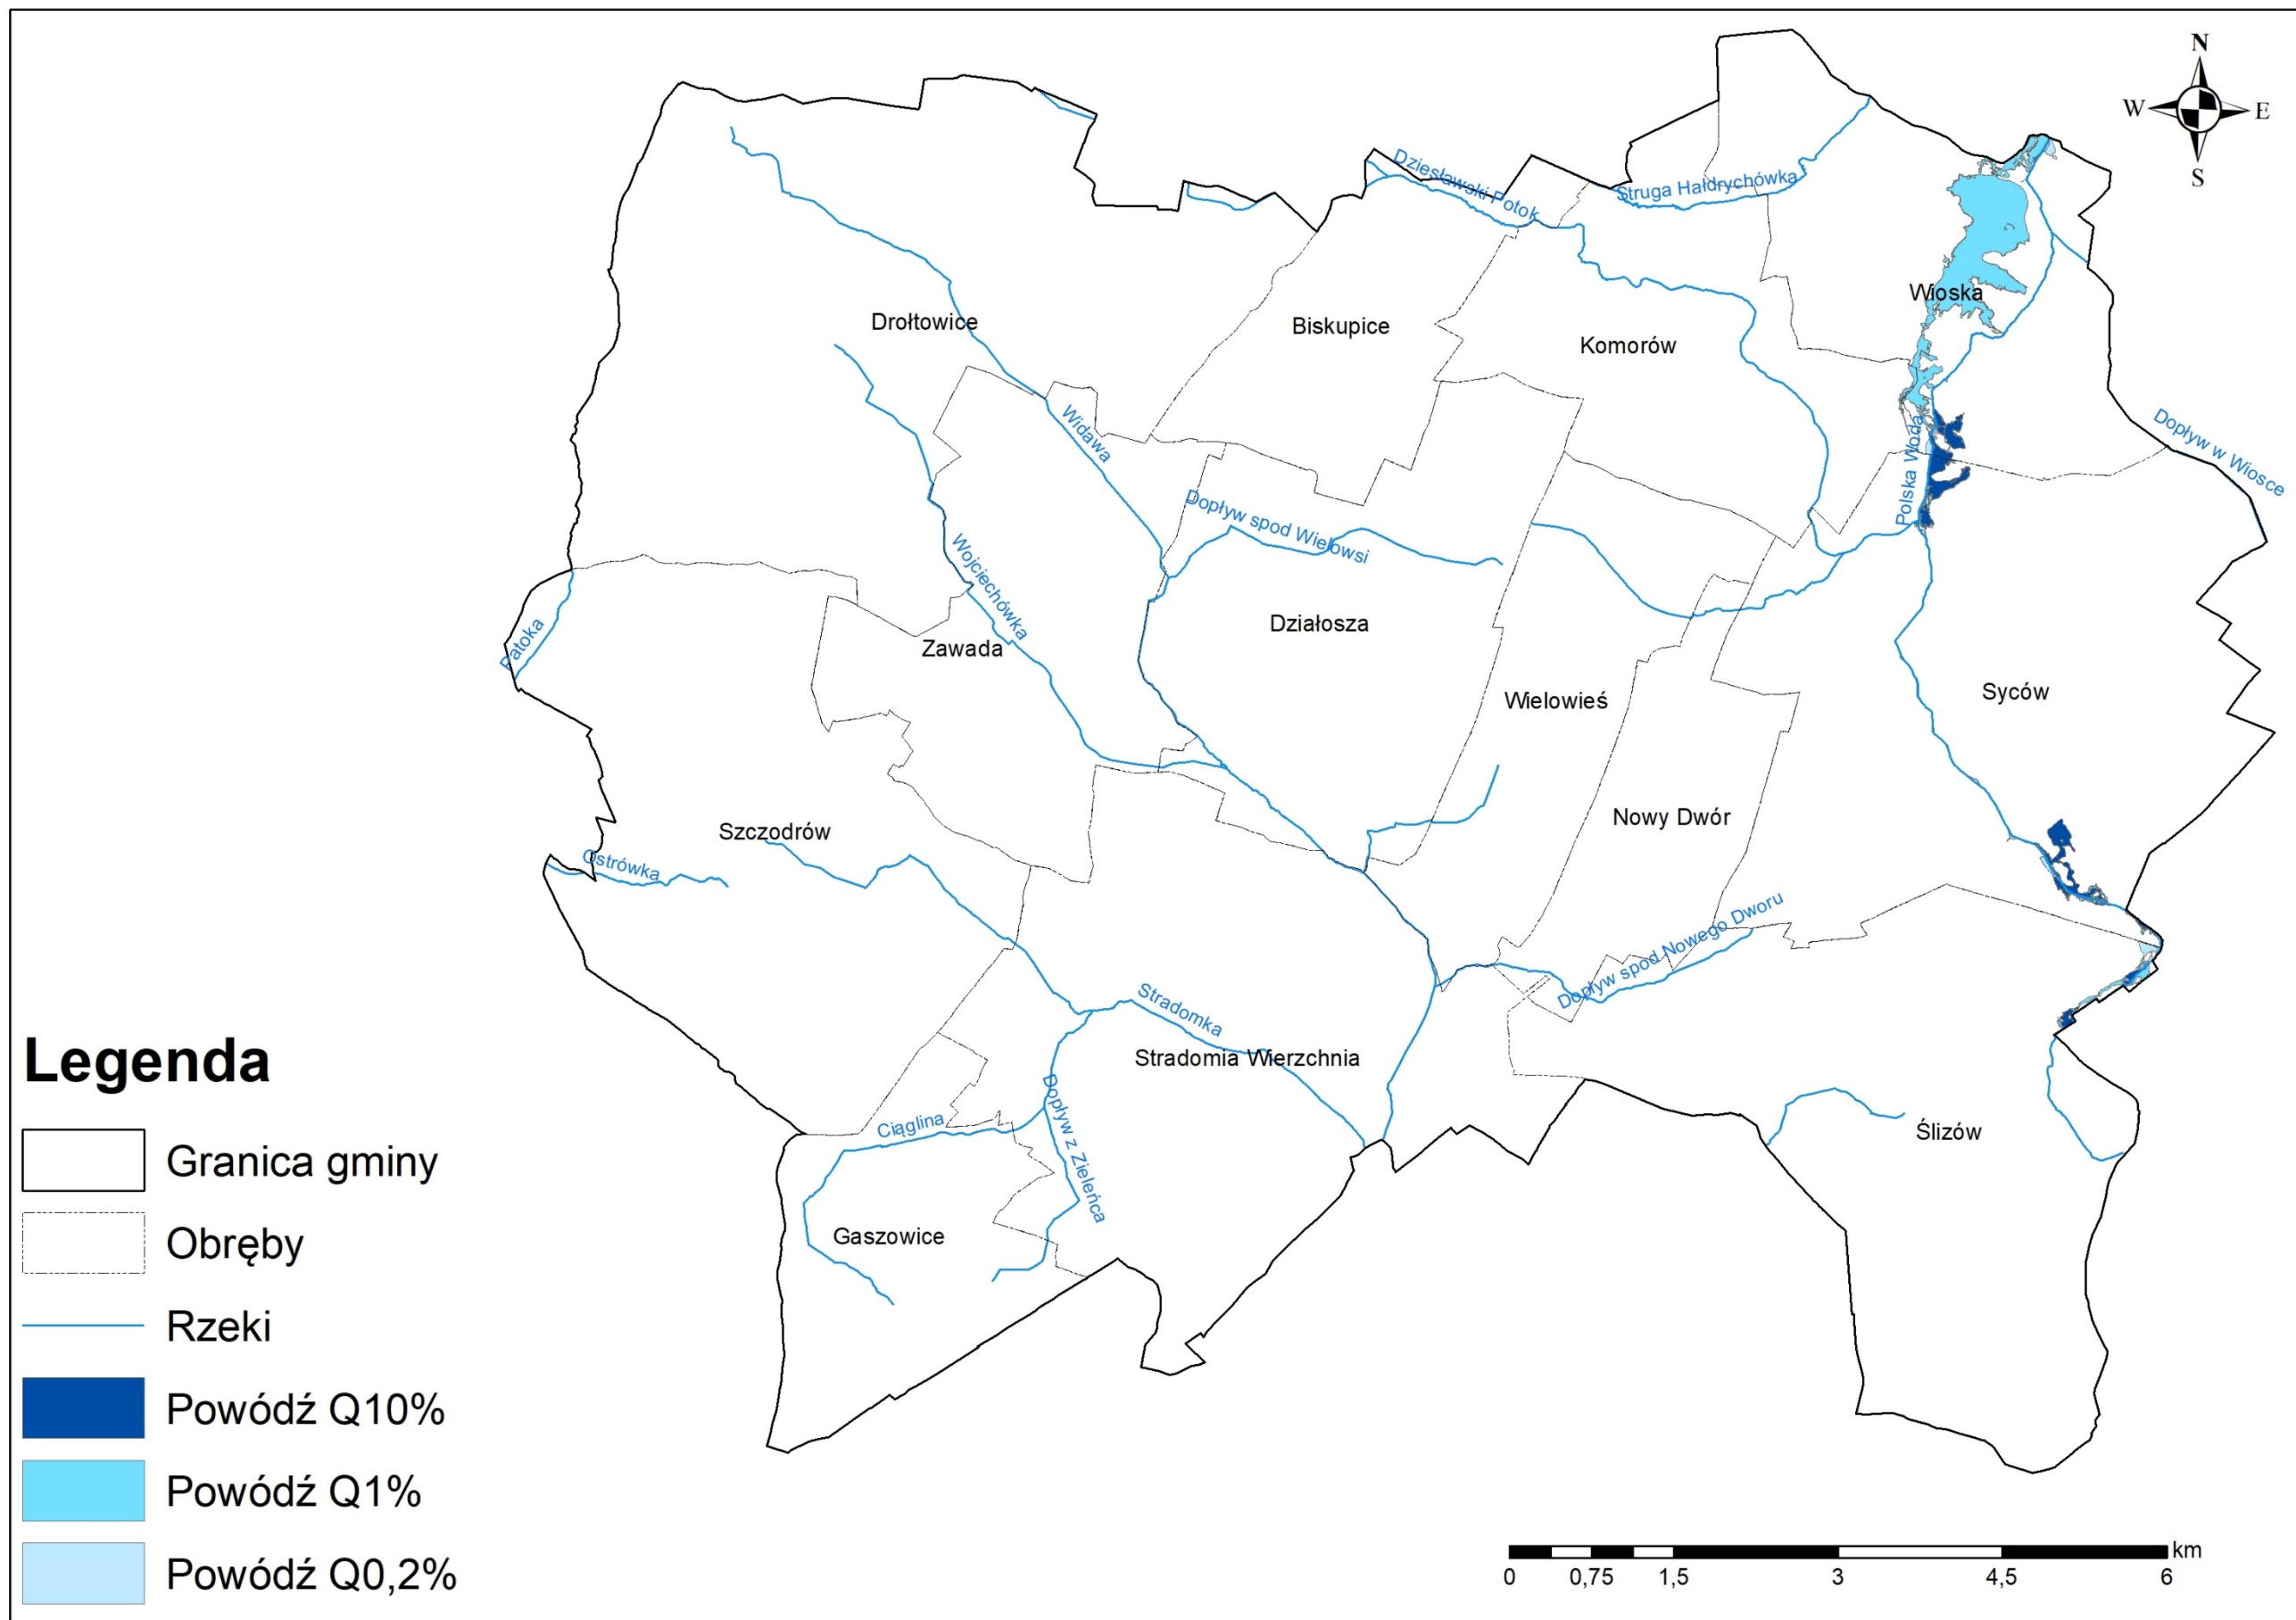 N
W
E
S
Dziesławski Potok
Struga Hałdrychówka
Wioska
Drołtowice
Biskupice
Komorów
Widawa
Polska Woda
Dopływ w Wiosce
Dopływ spod Wielowsi
Wojciechówka
Działosza
Patoka
Zawada
Syców
Wielowieś
Szczodrów
Nowy Dwór
Ostrówka
Dopływ spod Nowego Dworu
Stradomka
Stradomia Wierzchnia
Ciąglina
Dopływ z Zieleńca
Ślizów
Gaszowice
Legenda
Granica gminy
Obręby
Rzeki
Powódź Q10%
Powódź Q1%
Powódź Q0,2%
km
0 0,75 1,5 3 4,5 6